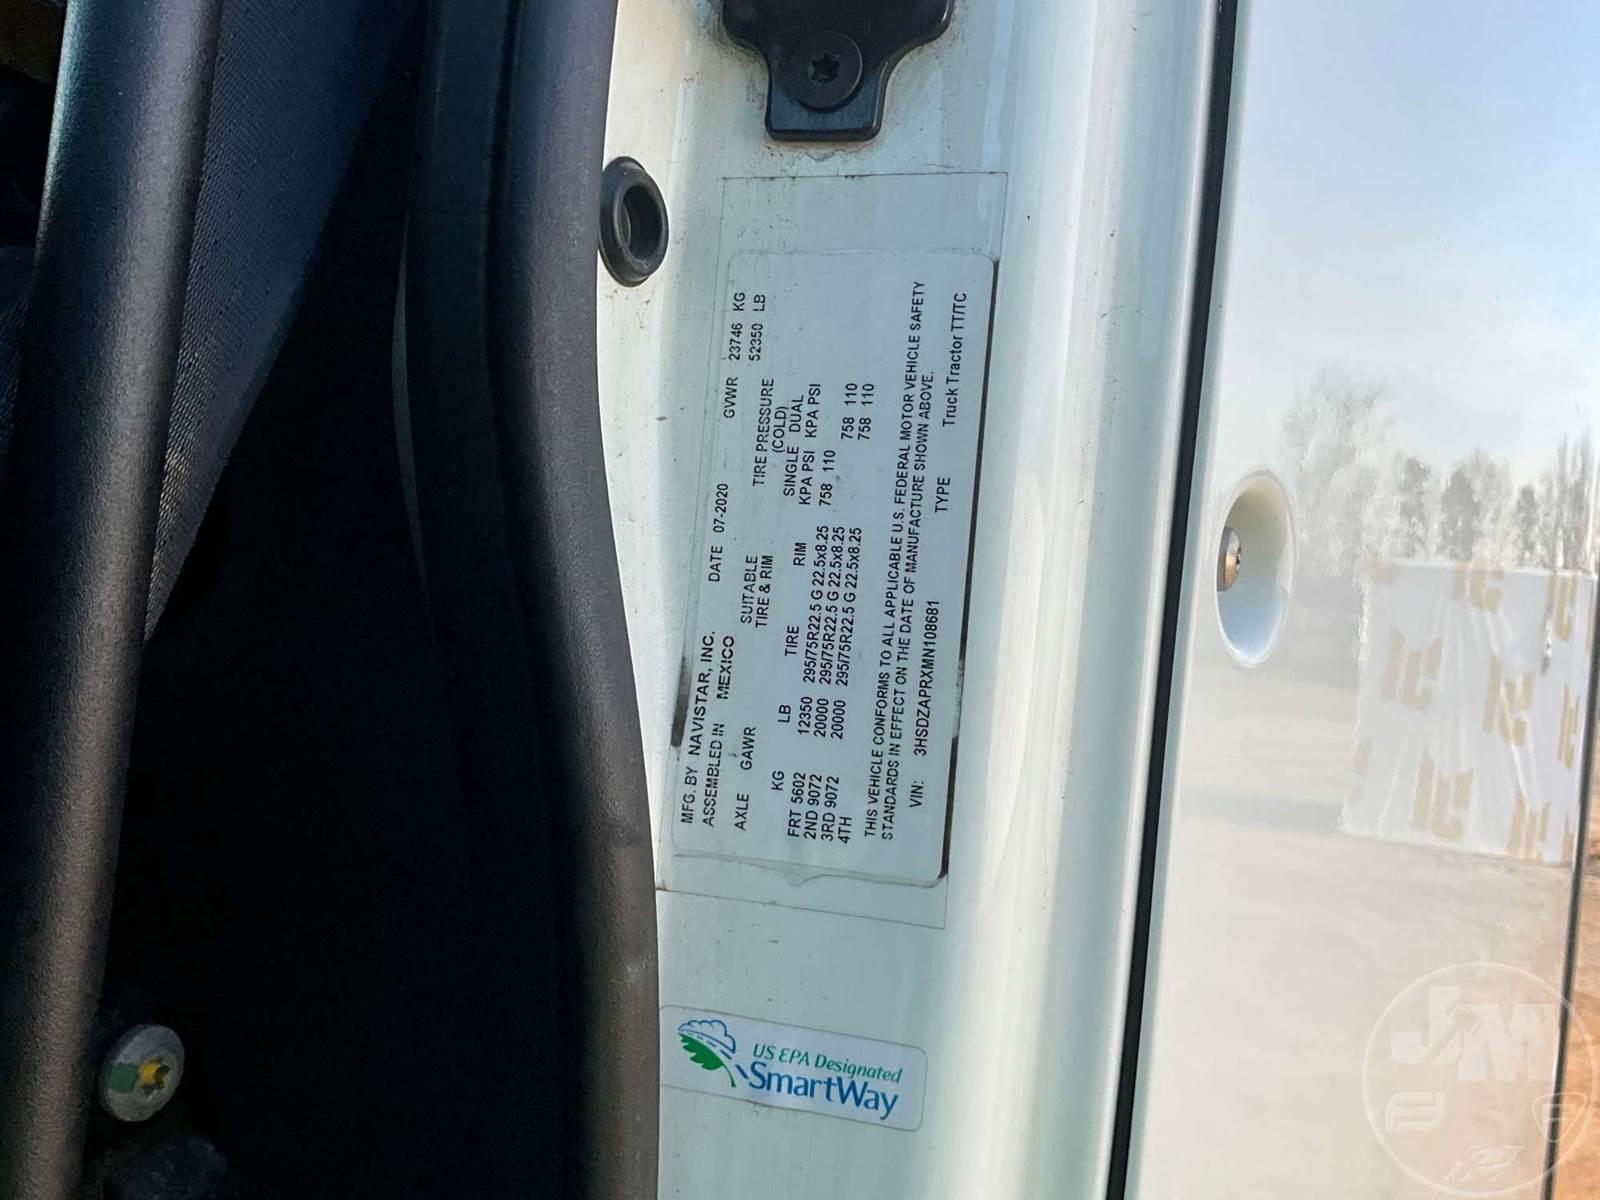 MFG. BY NAVISTAR, INC. DATE 07-2020 GVWR 23746 KG
ASSEMBLED IN MEXICO 52350 LB
AXLE GAWR SUITABLE TIRE PRESSURE
TIRE & RIM (COLD)
SINGLE DUAL
KG LB TIRE RIM KPA PSI KPA PSI
FRT 5602 12350 295/75R22.5 G 22.5x8.25 758 110
2ND 9072 20000 295/75R22.5 G 22.5x8.25 758 110
3RD 9072 20000 295/75R22.5 G 22.5x8.25 758 110
4TH
THIS VEHICLE CONFORMS TO ALL APPLICABLE U.S. FEDERAL MOTOR VEHICLE SAFETY
STANDARDS IN EFFECT ON THE DATE OF MANUFACTURE SHOWN ABOVE.
VIN: 3HSDZAPRXMN108681 TYPE Truck Tractor TT/TC
US EPA Designated
SmartWay
JM